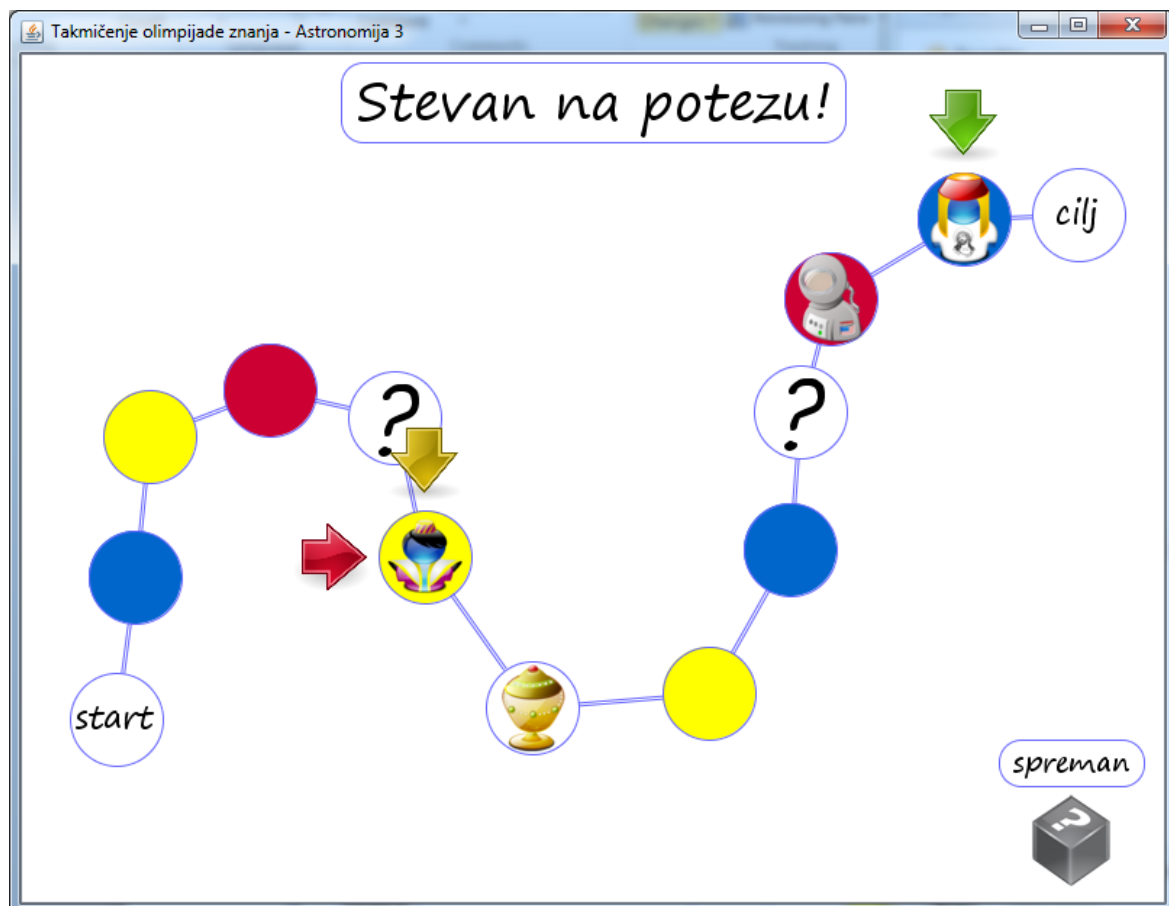 Takmičenje olimpijade znanja - Astronomija 3
Stevan na potezu!
cilj
?
?
start
spreman
?